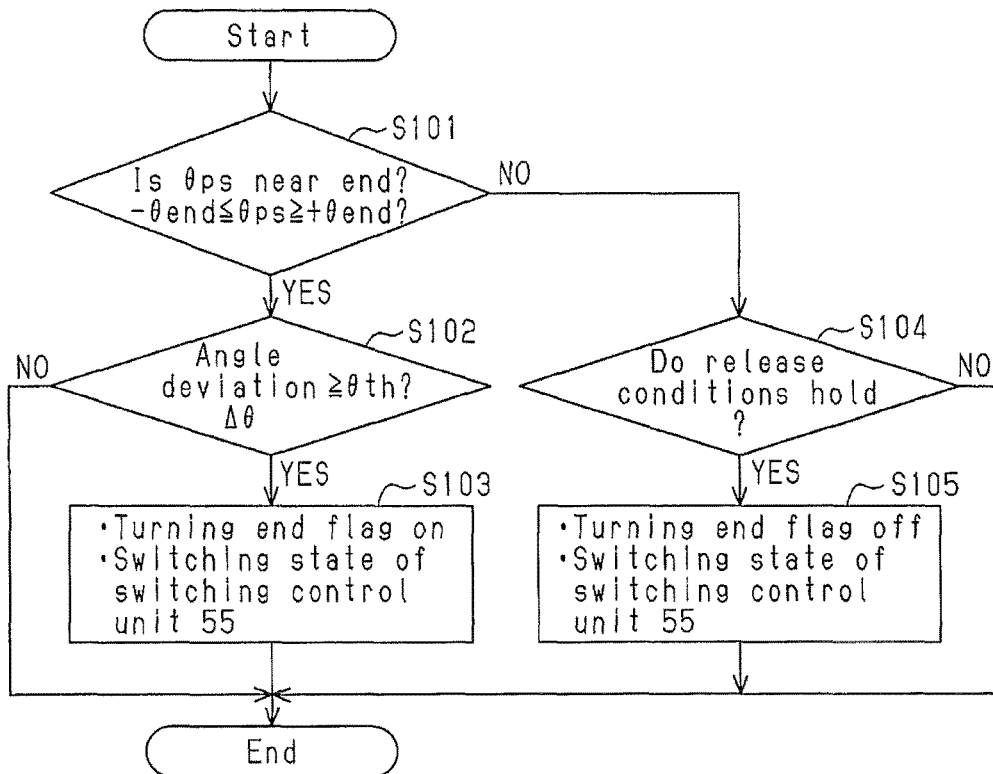 Start
S101
Is θps near end?
-θend≦θps≧+θend?
NO
YES
S102
NO
Angle
deviation ≧θth?
Δθ
YES
S103
・Turning end flag on
・Switching state of
switching control
unit 55
S104
Do release
conditions hold
?
NO
YES
S105
・Turning end flag off
・Switching state of
switching control
unit 55
End